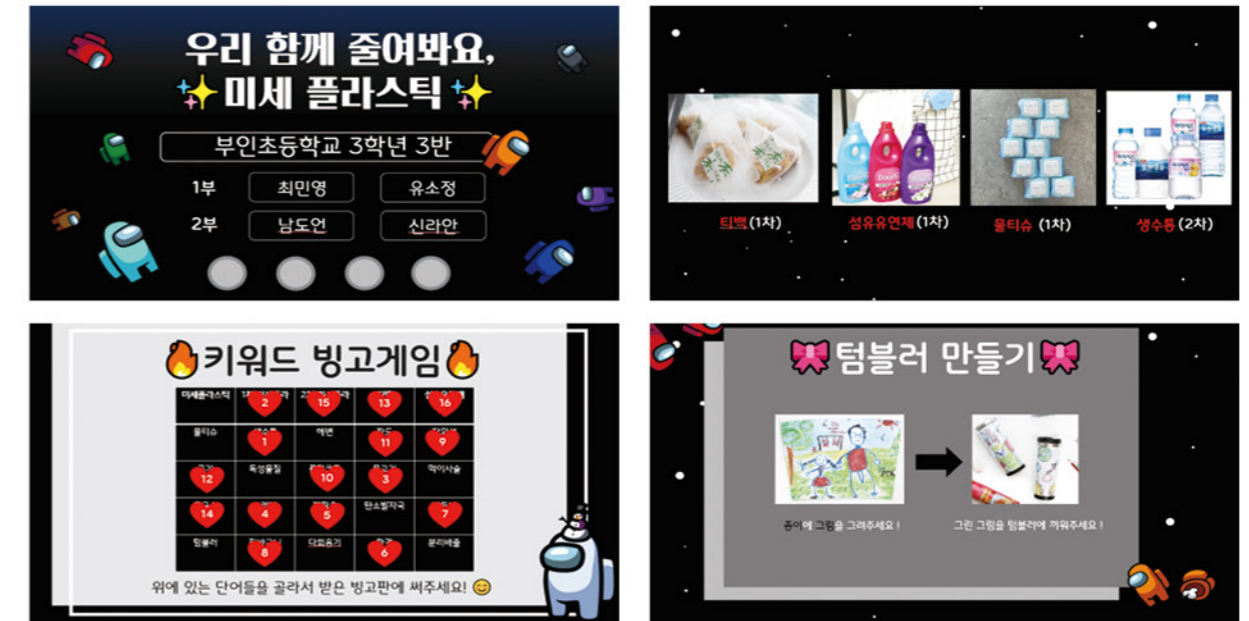 우리 함께 줄여봐요,
미세 플라스틱
부인초등학교 3학년 3반
1부 최민영 유소정
2부 남도언 신라안
티백(1차) 섬유유연제(1차) 물티슈 (1차) 생수통(2차)
키워드 빙고게임
미세플라스틱 2 15 13 16
물티슈 1 해변 11 9
12 독성물질 10 3 먹이사슬
14 4 5 탄소발자국 7
텀블러 8 다회용기 6 분리배출
위에 있는 단어들을 골라서 받은 빙고판에 써주세요!
텀블러 만들기
종이에 그림을 그려주세요 !
그린 그림을 텀블러에 끼워주세요 !